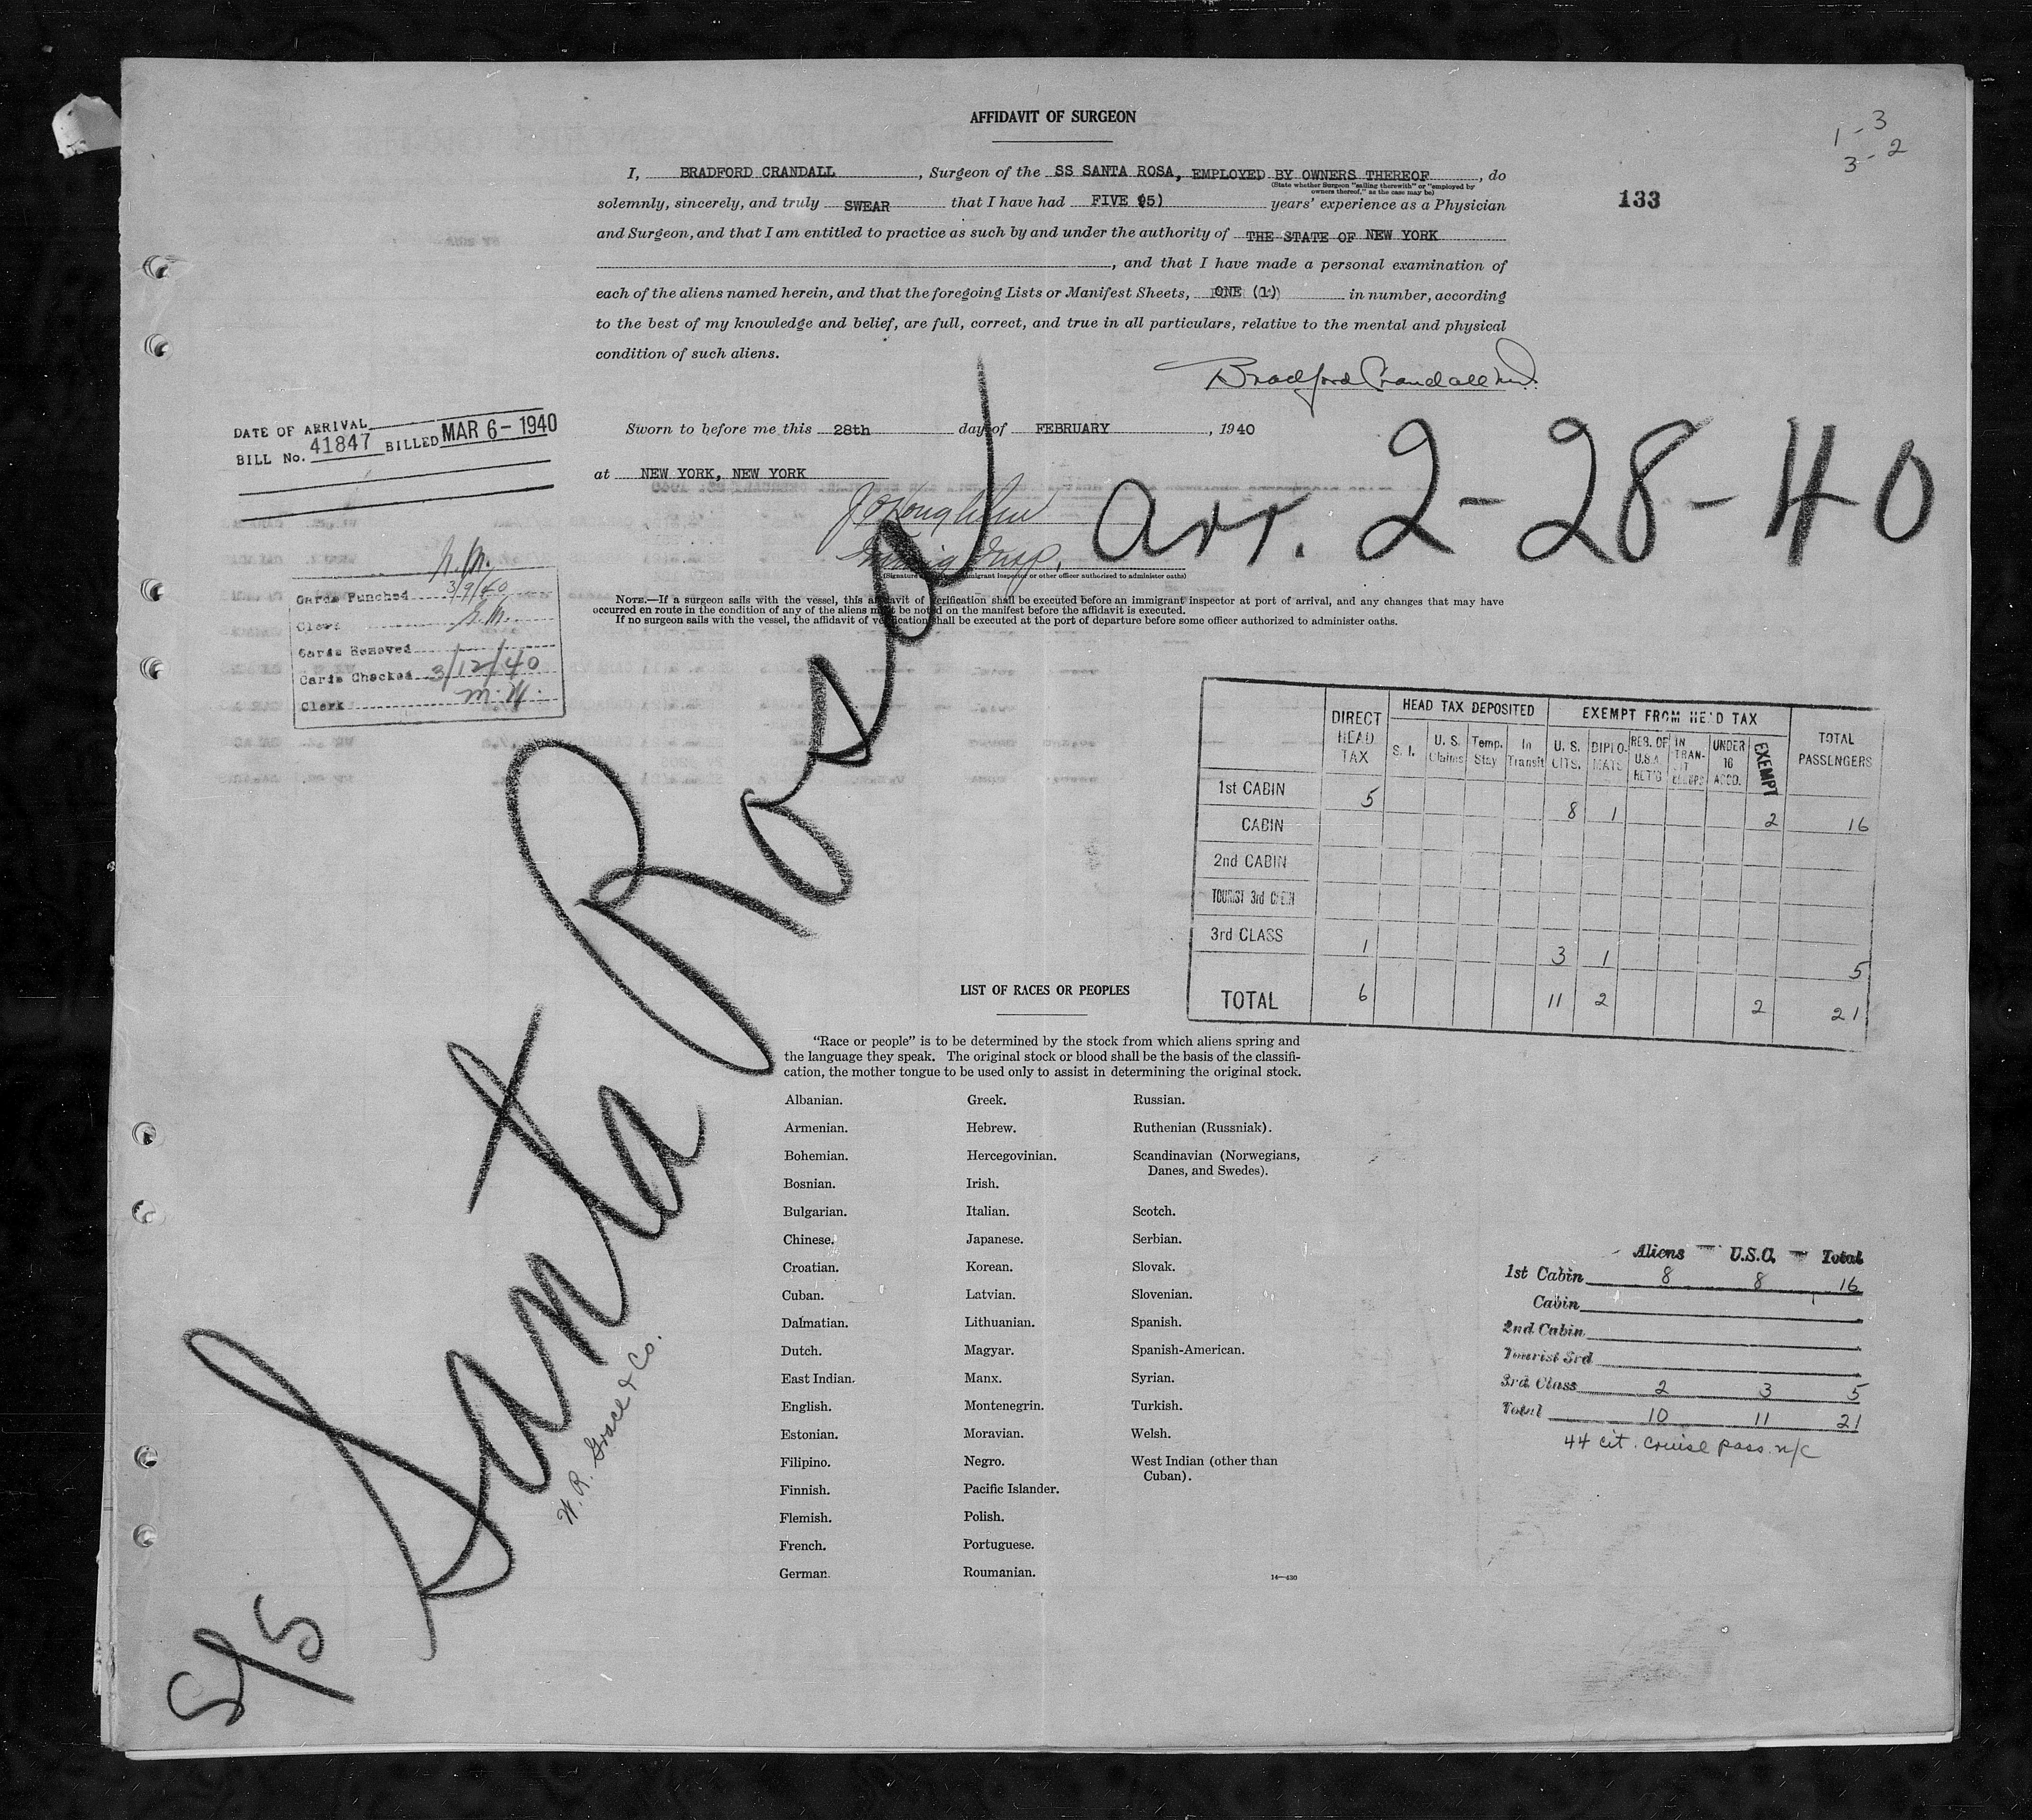 AFFIDAVIT OF SURGEON
1 - 3
3 - 2
133
I, BRADFORD CRANDALL, Surgeon of the SS SANTA ROSA, EMPLOYED BY OWNERS THEREOF, do
(State whether Surgeon "sailing therewith" or "employed by
owners thereof," as the case may be)
solemnly, sincerely, and truly SWEAR that I have had FIVE (5) years' experience as a Physician
and Surgeon, and that I am entitled to practice as such by and under the authority of THE STATE OF NEW YORK
, and that I have made a personal examination of
each of the aliens named herein, and that the foregoing Lists or Manifest Sheets, ONE (1) in number, according
to the best of my knowledge and belief, are full, correct, and true in all particulars, relative to the mental and physical
condition of such aliens.
Bradford Crandall M.D.
DATE OF ARRIVAL
BILL No. 41847 BILLED MAR 6 - 1940
Sworn to before me this 28th day of FEBRUARY, 1940
at NEW YORK, NEW YORK
arr. 2-28-40
Insp.
(Signature immigrant inspector or other officer authorized to administer oaths)
NOTE.—If a surgeon sails with the vessel, this affidavit of verification shall be executed before an immigrant inspector at port of arrival, and any changes that may have
occurred en route in the condition of any of the aliens must be noted on the manifest before the affidavit is executed.
If no surgeon sails with the vessel, the affidavit of verification shall be executed at the port of departure before some officer authorized to administer oaths.
Cards Punched 3/9/40
Clerk
Cards Removed
Cards Checked 3/12/40
Clerk M.M.
S/S Santa Rosa
W. R. Grace & Co.
DIRECT HEAD TAX
HEAD TAX DEPOSITED
EXEMPT FROM HEAD TAX
TOTAL PASSENGERS
S. I. U. S. Claims Temp. Stay In Transit U. S. CITS. DIPLOMATS RES. OF U.S.A. RET'G IN TRANSIT UNDER 16 ACCD. EXEMPT
1st CABIN 5 8 1 2 16
CABIN
2nd CABIN
TOURIST 3rd CABIN
3rd CLASS 1 3 1 5
TOTAL 6 11 2 2 21
LIST OF RACES OR PEOPLES
"Race or people" is to be determined by the stock from which aliens spring and
the language they speak. The original stock or blood shall be the basis of the classifi-
cation, the mother tongue to be used only to assist in determining the original stock.
Albanian.
Armenian.
Bohemian.
Bosnian.
Bulgarian.
Chinese.
Croatian.
Cuban.
Dalmatian.
Dutch.
East Indian.
English.
Estonian.
Filipino.
Finnish.
Flemish.
French.
German.
Greek.
Hebrew.
Hercegovinian.
Irish.
Italian.
Japanese.
Korean.
Latvian.
Lithuanian.
Magyar.
Manx.
Montenegrin.
Moravian.
Negro.
Pacific Islander.
Polish.
Portuguese.
Roumanian.
Russian.
Ruthenian (Russniak).
Scandinavian (Norwegians,
Danes, and Swedes).
Scotch.
Serbian.
Slovak.
Slovenian.
Spanish.
Spanish-American.
Syrian.
Turkish.
Welsh.
West Indian (other than
Cuban).
14—430
Aliens — U.S.C. — Total
1st Cabin 8 8 16
Cabin
2nd Cabin
Tourist 3rd
3rd Class 2 3 5
Total 10 11 21
44 cit. cruise pass. n/c